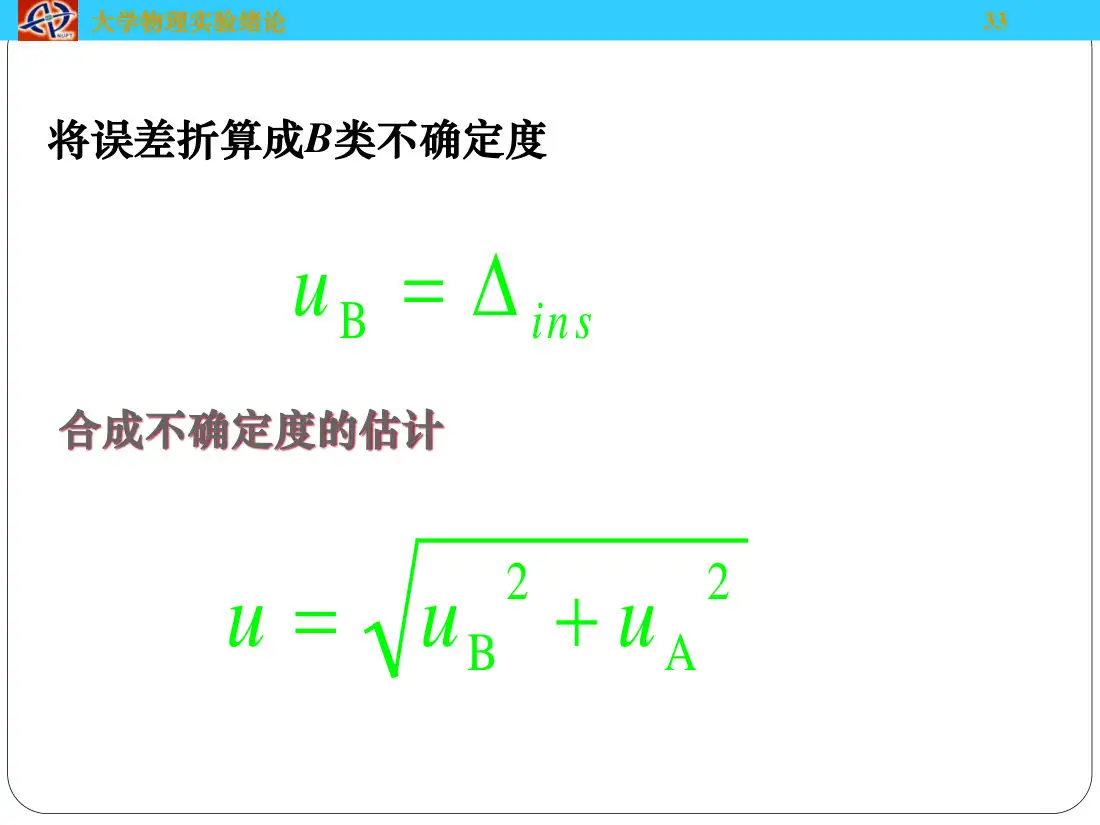 大学物理实验绪论 33
NUPT
将误差折算成B类不确定度
u_B = Δ_ins
合成不确定度的估计
u = √(u_B² + u_A²)